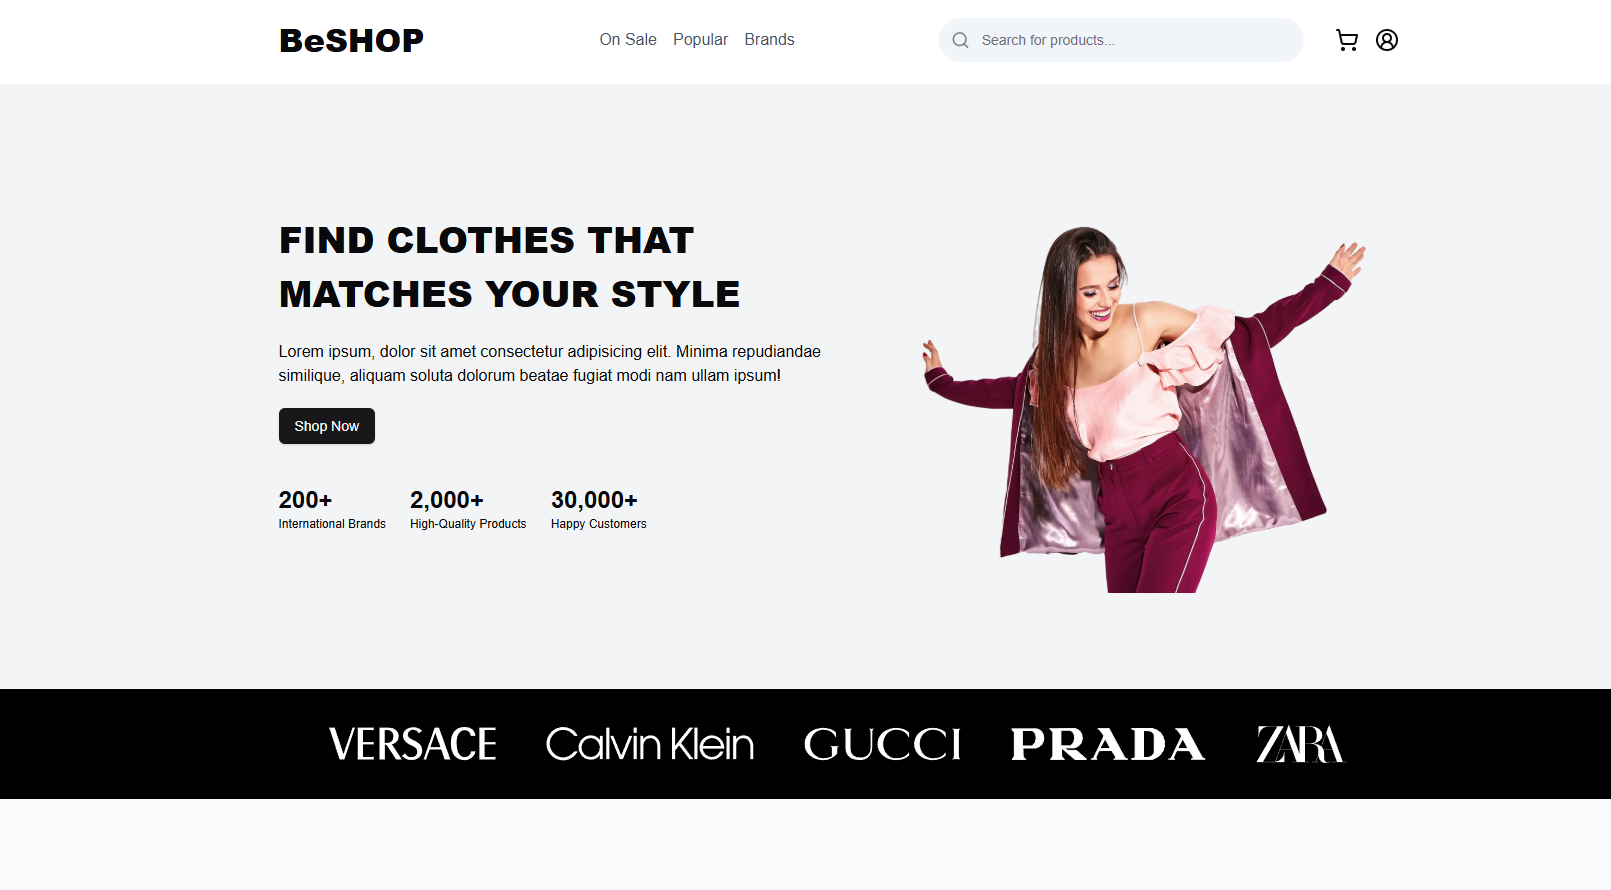 BeSHOP
On Sale Popular Brands
Search for products...
FIND CLOTHES THAT
MATCHES YOUR STYLE
Lorem ipsum, dolor sit amet consectetur adipisicing elit. Minima repudiandae
similique, aliquam soluta dolorum beatae fugiat modi nam ullam ipsum!
Shop Now
200+ 2,000+ 30,000+
International Brands High-Quality Products Happy Customers
VERSACE Calvin Klein GUCCI PRADA ZARA